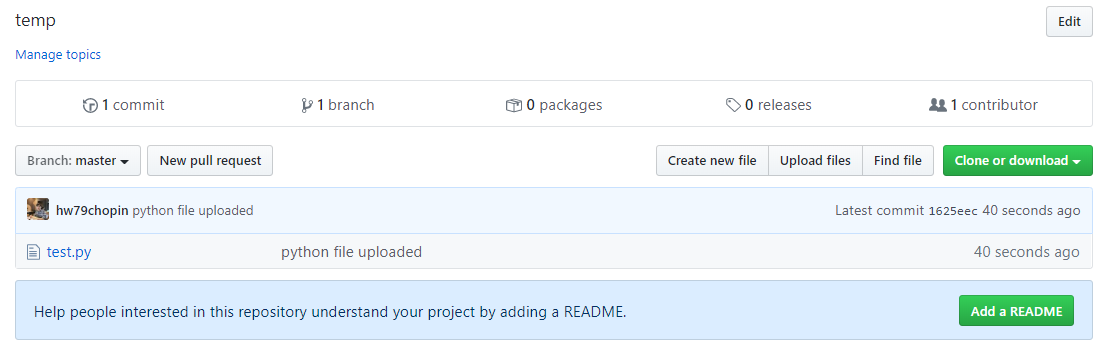 temp
Edit
Manage topics
1 commit
1 branch
0 packages
0 releases
1 contributor
Branch: master
New pull request
Create new file
Upload files
Find file
Clone or download
hw79chopin python file uploaded
Latest commit 1625eec 40 seconds ago
test.py
python file uploaded
40 seconds ago
Help people interested in this repository understand your project by adding a README.
Add a README